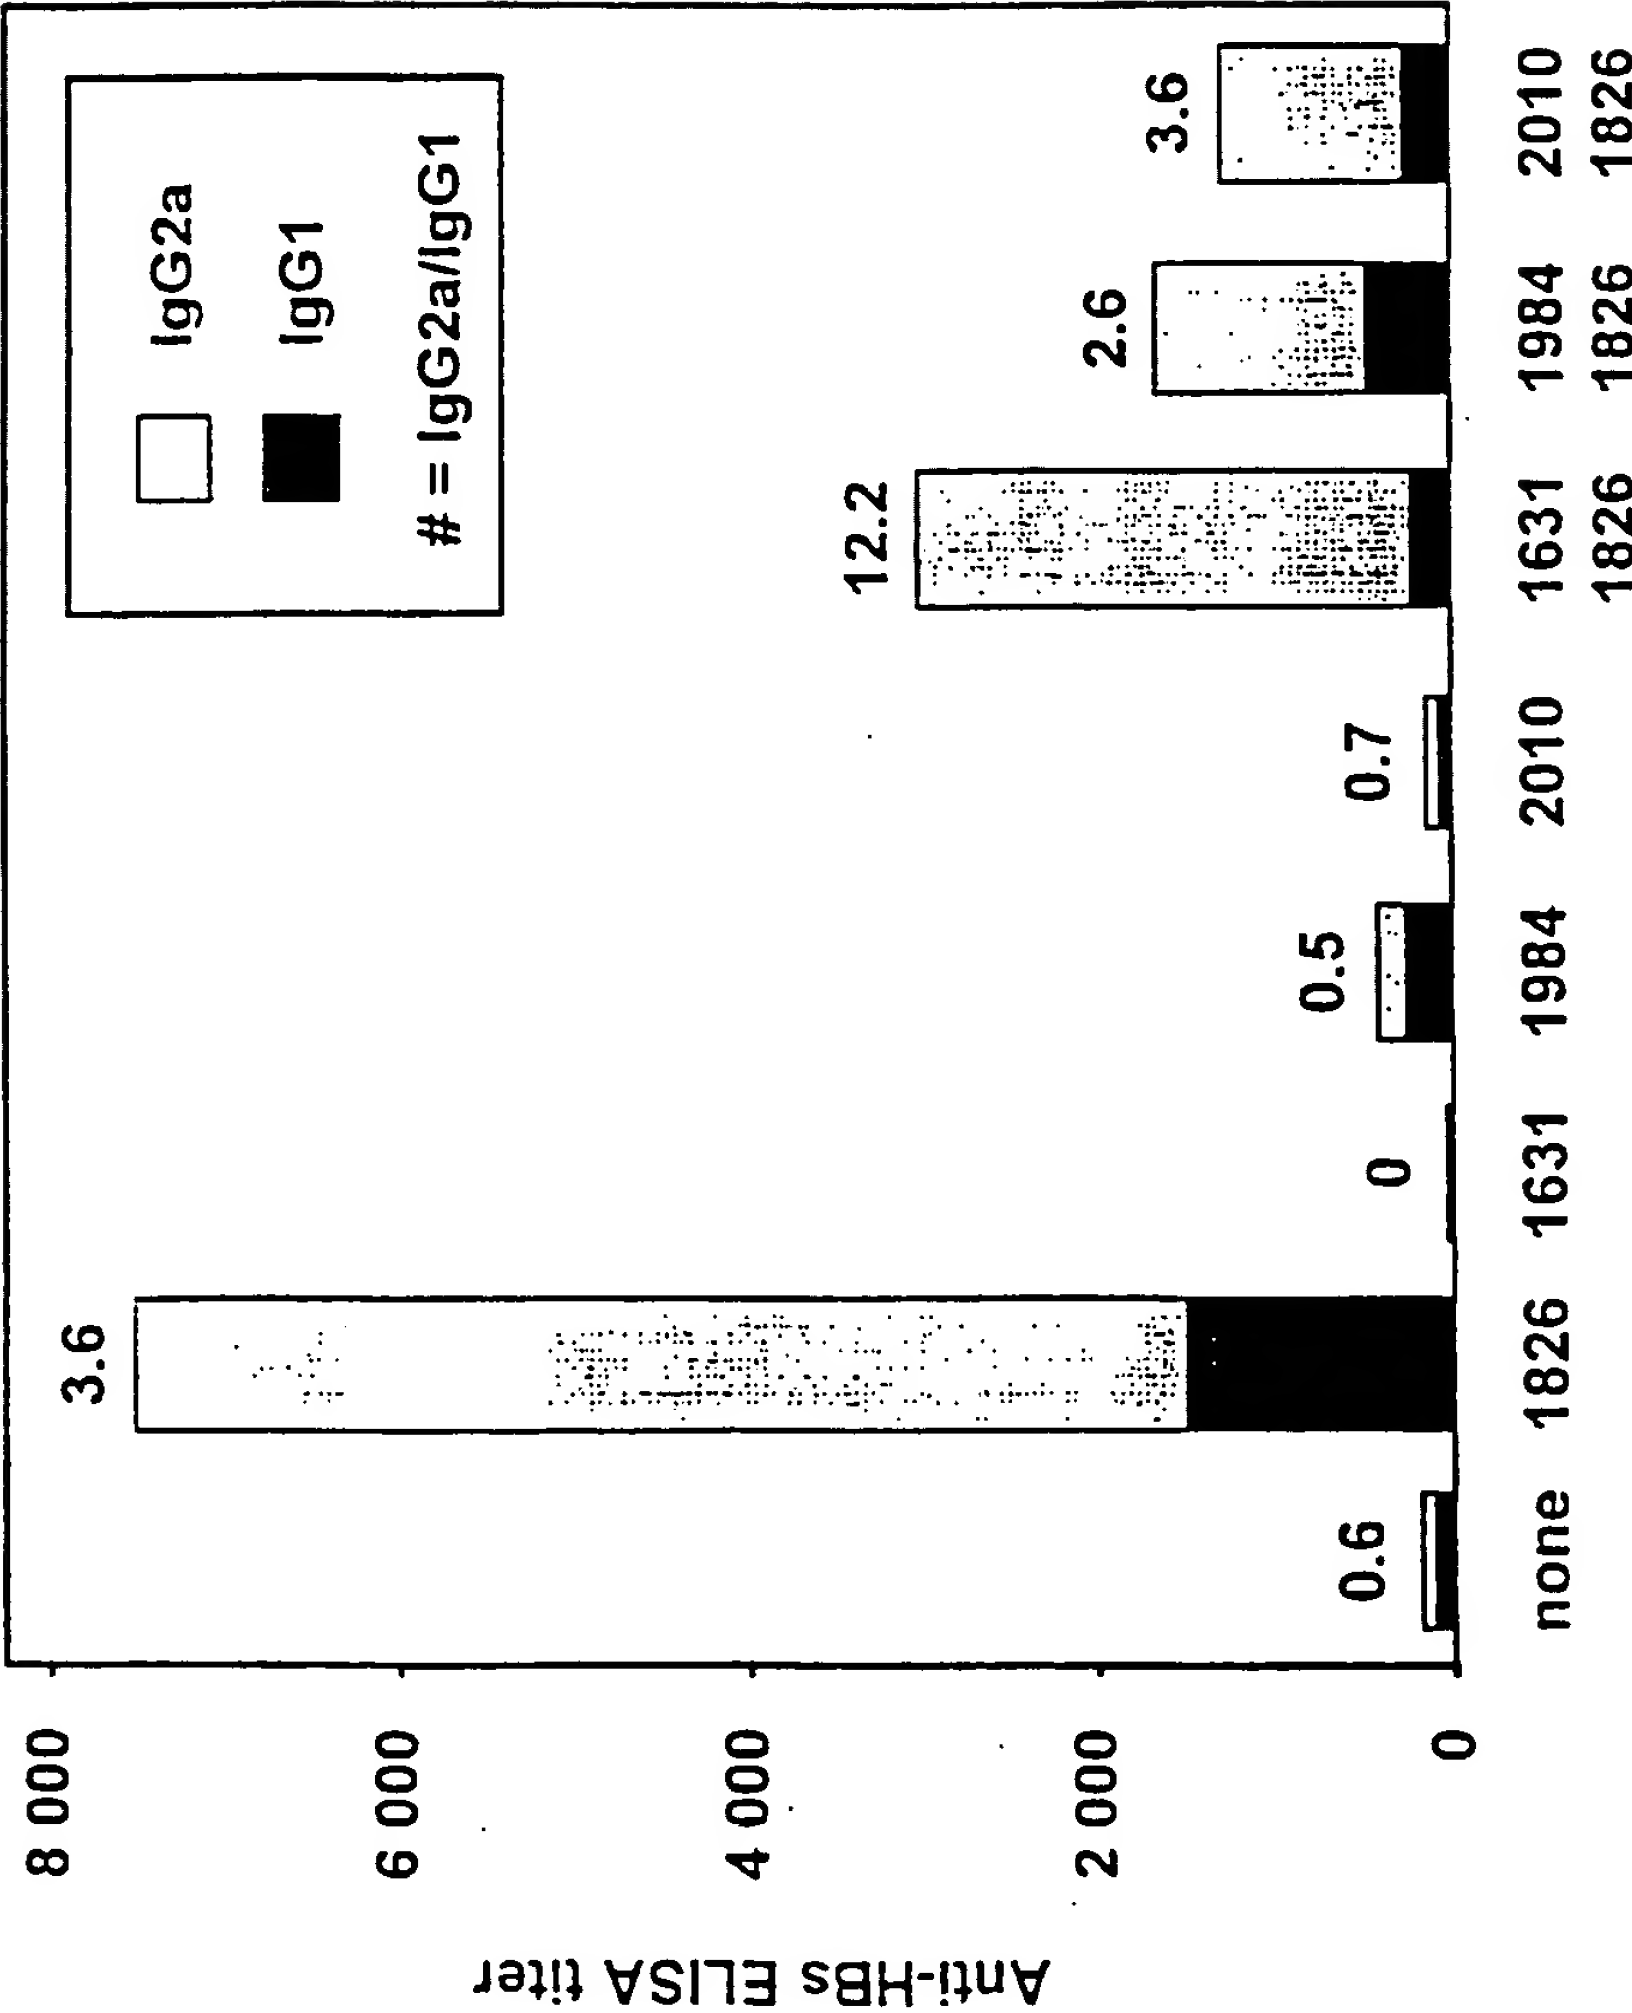 Anti-HBs ELISA titer
8 000
6 000
4 000
2 000
0
IgG2a
IgG1
# = IgG2a/IgG1
0.6
3.6
0
0.5
0.7
12.2
2.6
3.6
none 1826 1631 1984 2010 1631 1984 2010
1826 1826 1826